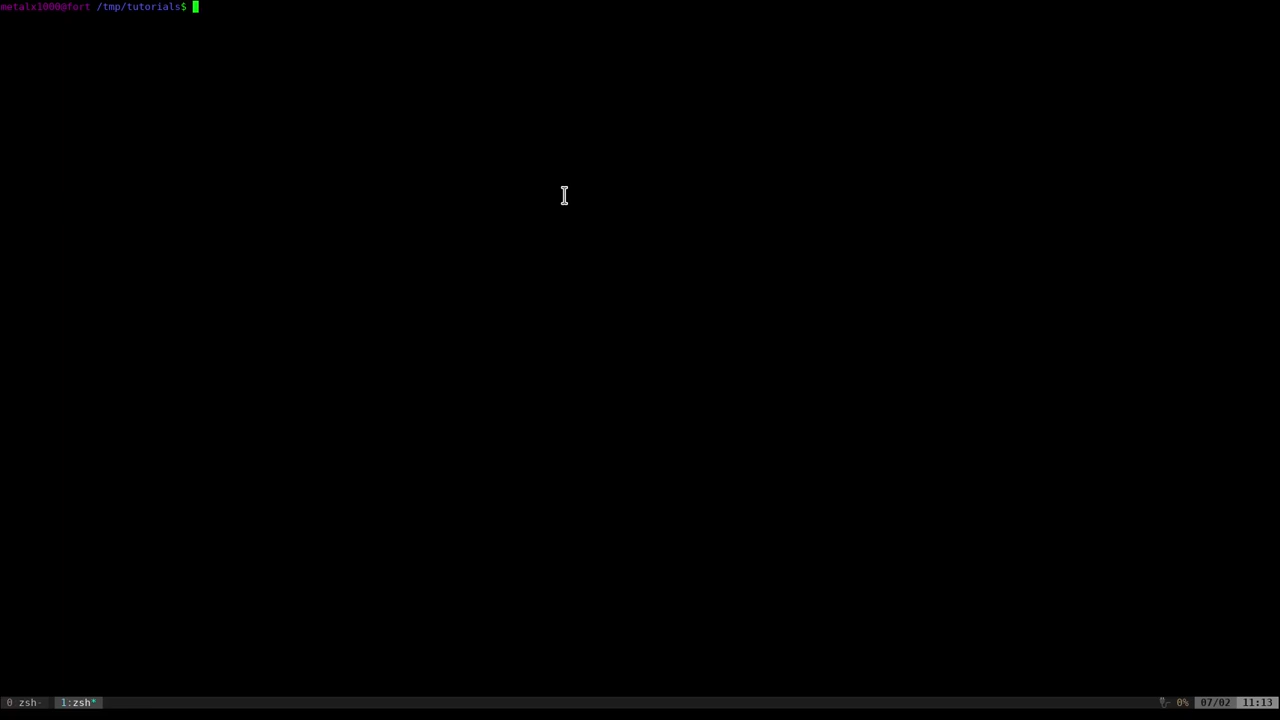 metalx1000@fort /tmp/tutorials$
0 zsh- 1:zsh* 0% 07/02 11:13